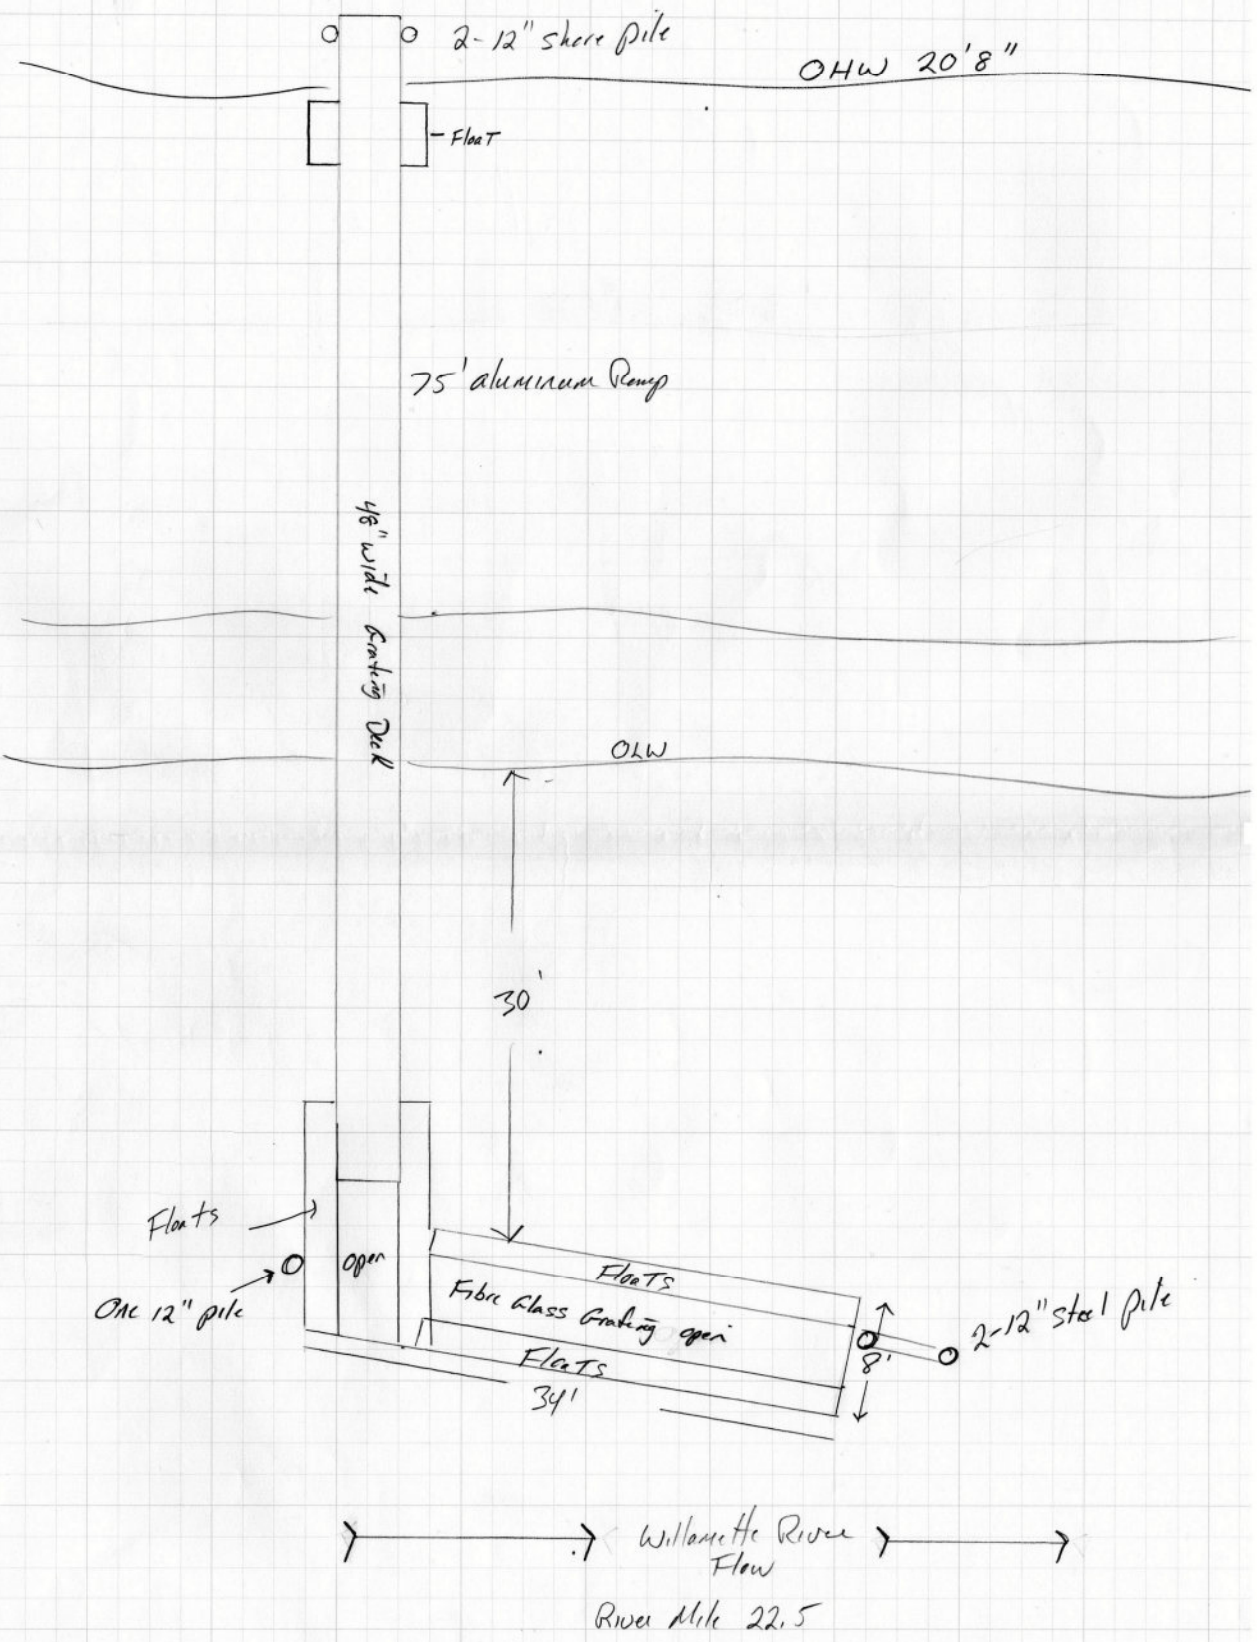 2-12" shore pile
OHW 20'8"
Float
75' aluminum Ramp
48" wide Grating Deck
OLW
30'
Floats
open
One 12" pile
Floats
Fibre Glass Grating open
Floats
8'
2-12" steel pile
34'
Willamette River
Flow
River Mile 22.5